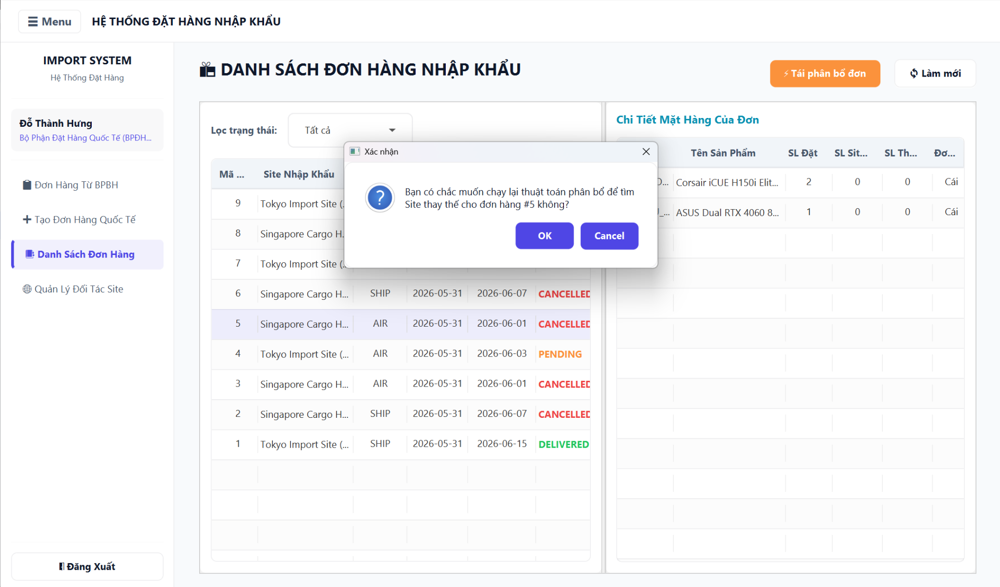 Menu
HỆ THỐNG ĐẶT HÀNG NHẬP KHẨU
IMPORT SYSTEM
Hệ Thống Đặt Hàng
Đỗ Thành Hưng
Bộ Phận Đặt Hàng Quốc Tế (BPĐH...
Đơn Hàng Từ BPBH
Tạo Đơn Hàng Quốc Tế
Danh Sách Đơn Hàng
Quản Lý Đối Tác Site
Đăng Xuất
DANH SÁCH ĐƠN HÀNG NHẬP KHẨU
Tái phân bổ đơn
Làm mới
Lọc trạng thái: Tất cả
Mã ... Site Nhập Khẩu
9 Tokyo Import Site (.
8 Singapore Cargo H.
7 Tokyo Import Site (..
6 Singapore Cargo H... SHIP 2026-05-31 2026-06-07 CANCELLED
5 Singapore Cargo H... AIR 2026-05-31 2026-06-01 CANCELLED
4 Tokyo Import Site (... AIR 2026-05-31 2026-06-03 PENDING
3 Singapore Cargo H... AIR 2026-05-31 2026-06-01 CANCELLED
2 Singapore Cargo H... SHIP 2026-05-31 2026-06-07 CANCELLED
1 Tokyo Import Site (... SHIP 2026-05-31 2026-06-15 DELIVERED
Xác nhận
Bạn có chắc muốn chạy lại thuật toán phân bổ để tìm
Site thay thế cho đơn hàng #5 không?
OK Cancel
Chi Tiết Mặt Hàng Của Đơn
Tên Sản Phẩm SL Đặt SL Sit... SL Th... Đơ...
Corsair iCUE H150i Elit... 2 0 0 Cái
ASUS Dual RTX 4060 8... 1 0 0 Cái